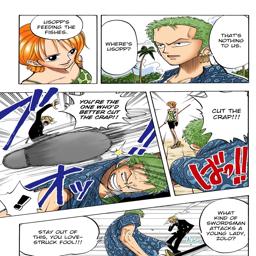 USOPP'S
FEEDING THE
FISHES.
WHERE'S
USOPP?
THAT'S
NOTHING
TO US.
YOU'RE THE
ONE WHO'D
BETTER CUT
THE CRAP!!
CUT THE
CRAP!!!
STAY OUT OF
THIS, YOU LOVE-
STRUCK FOOL!!!
WHAT
KIND OF
SWORDSMAN
ATTACKS A
YOUNG LADY,
ZOLO?